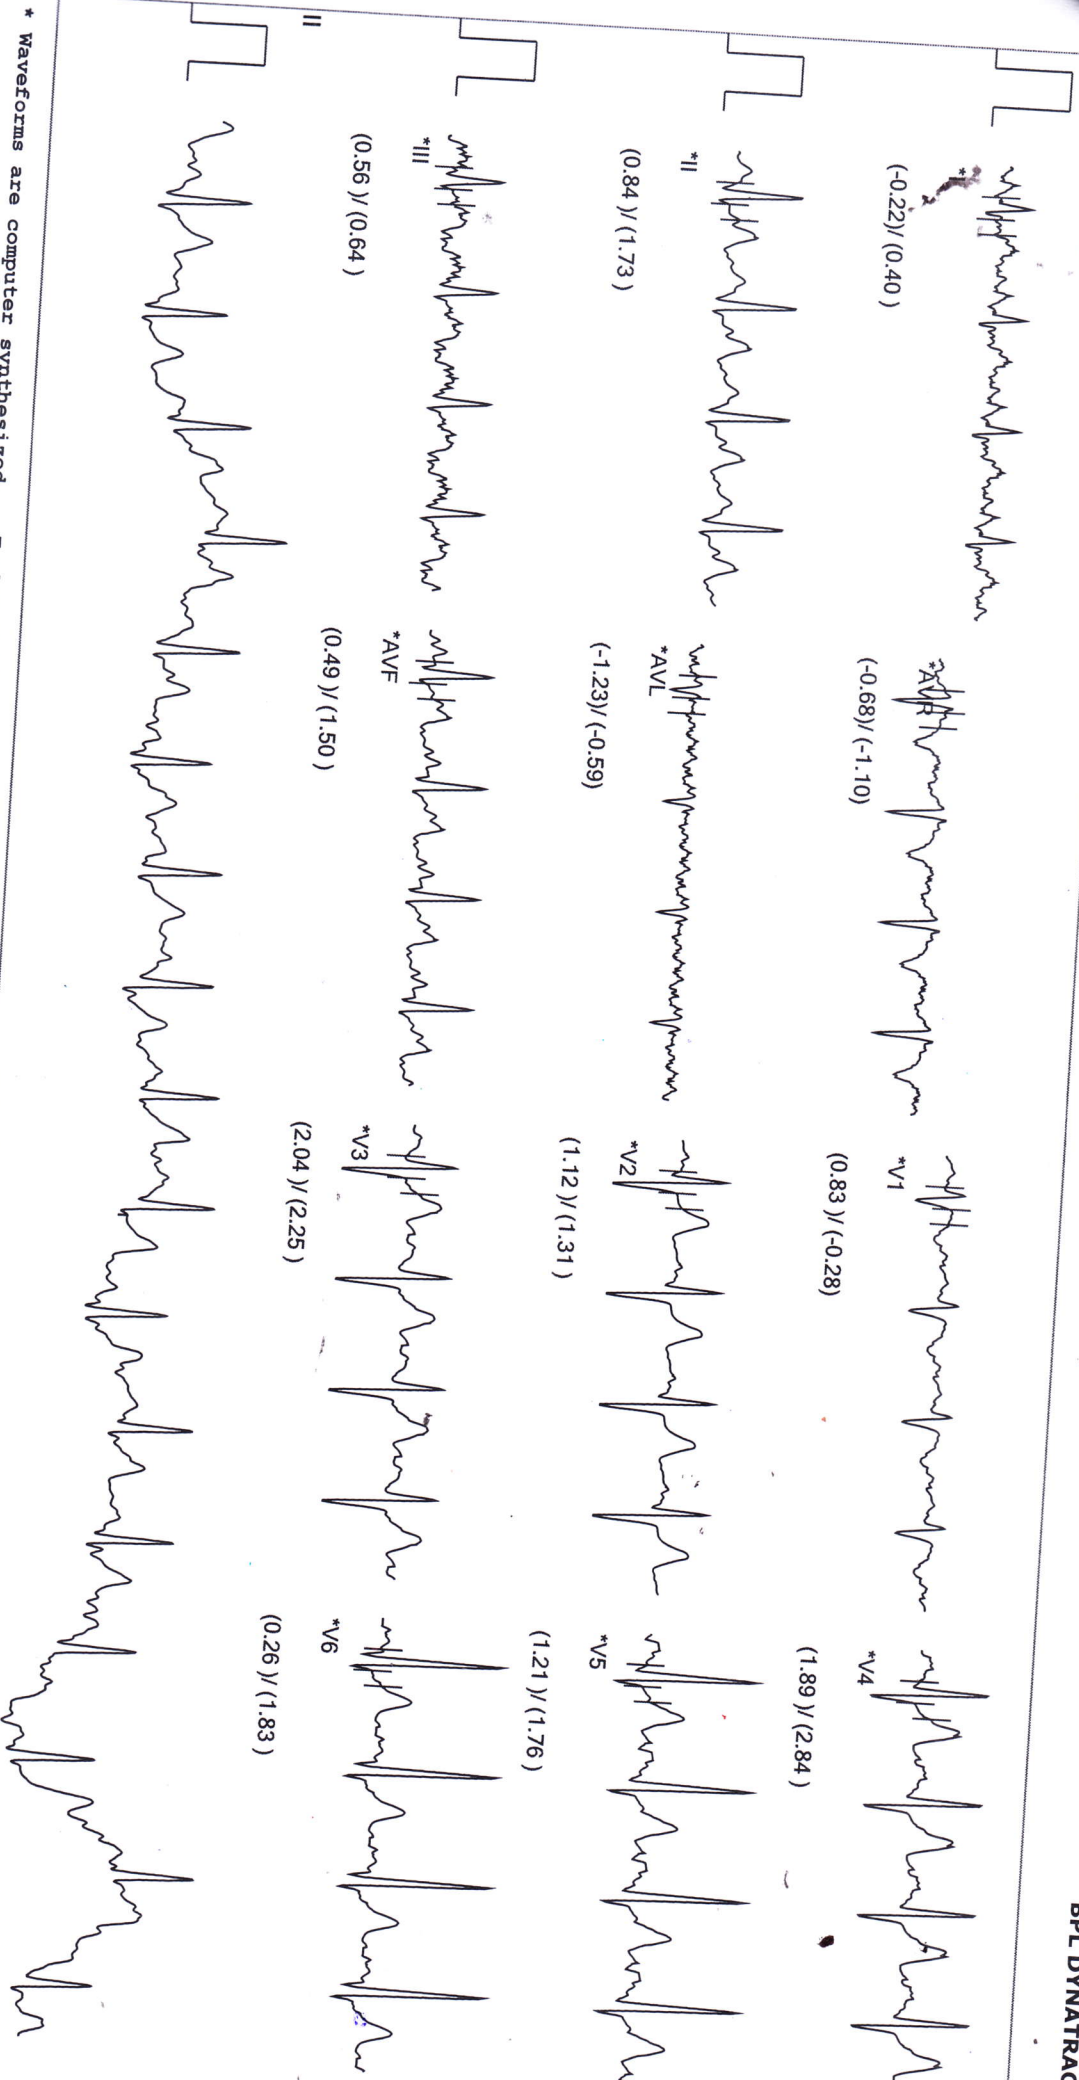 BPL DYNATRAC
*I
(-0.22)/ (0.40 )
*AVR
(-0.68)/ (-1.10)
*V1
(0.83 )/ (-0.28)
*V4
(1.89 )/ (2.84 )
*II
(0.84 )/ (1.73 )
*AVL
(-1.23)/ (-0.59)
*V2
(1.12 )/ (1.31 )
*V5
(1.21 )/ (1.76 )
*III
(0.56 )/ (0.64 )
*AVF
(0.49 )/ (1.50 )
*V3
(2.04 )/ (2.25 )
*V6
(0.26 )/ (1.83 )
II
* Waveforms are computer synthesized